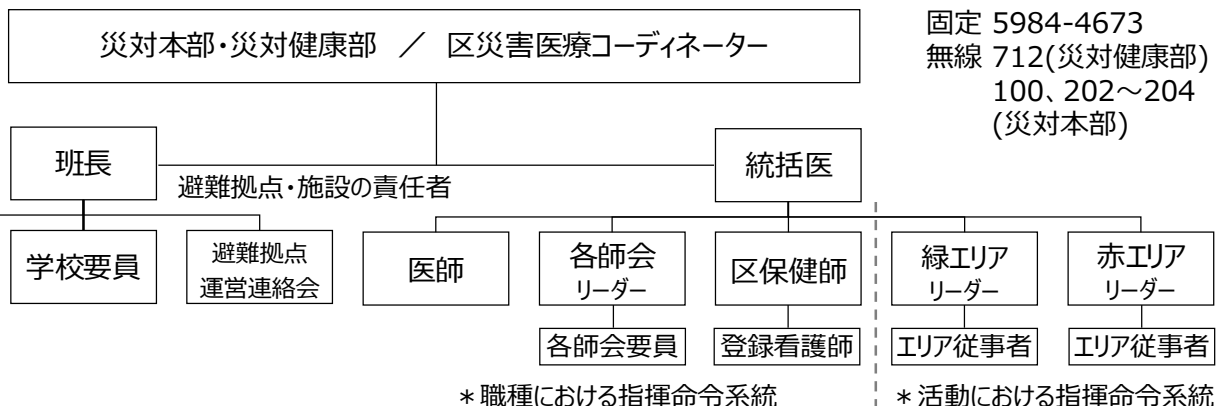 災対本部・災対健康部 ／ 区災害医療コーディネーター
固定 5984-4673
無線 712(災対健康部)
100、202～204
(災対本部)
班長
統括医
避難拠点・施設の責任者
学校要員
避難拠点
運営連絡会
医師
各師会
リーダー
区保健師
緑エリア
リーダー
赤エリア
リーダー
各師会要員
登録看護師
エリア従事者
エリア従事者
＊職種における指揮命令系統
＊活動における指揮命令系統